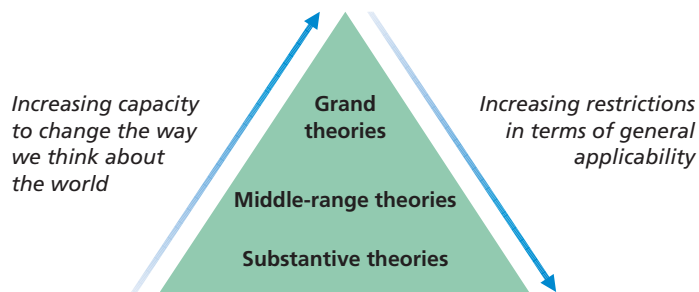 Increasing capacity
to change the way
we think about
the world
Grand
theories
Middle-range theories
Substantive theories
Increasing restrictions
in terms of general
applicability